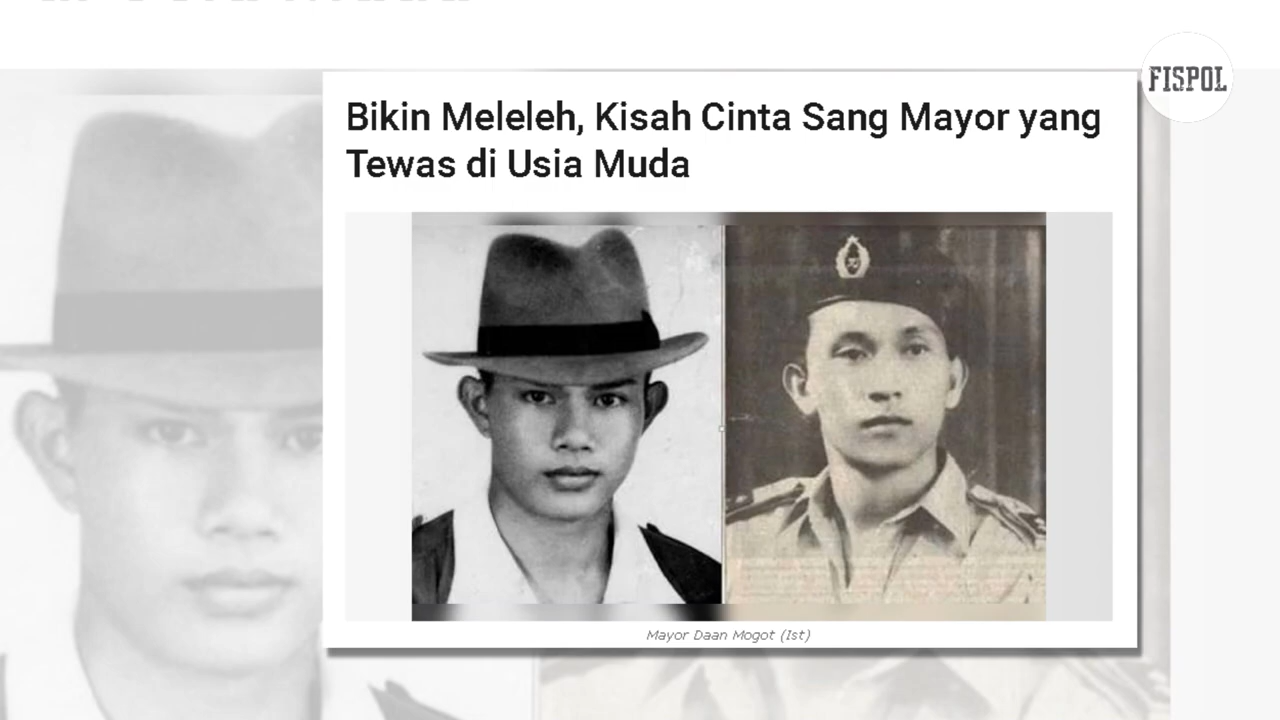 FISPOL
Bikin Meleleh, Kisah Cinta Sang Mayor yang
Tewas di Usia Muda
Mayor Daan Mogot (Ist)